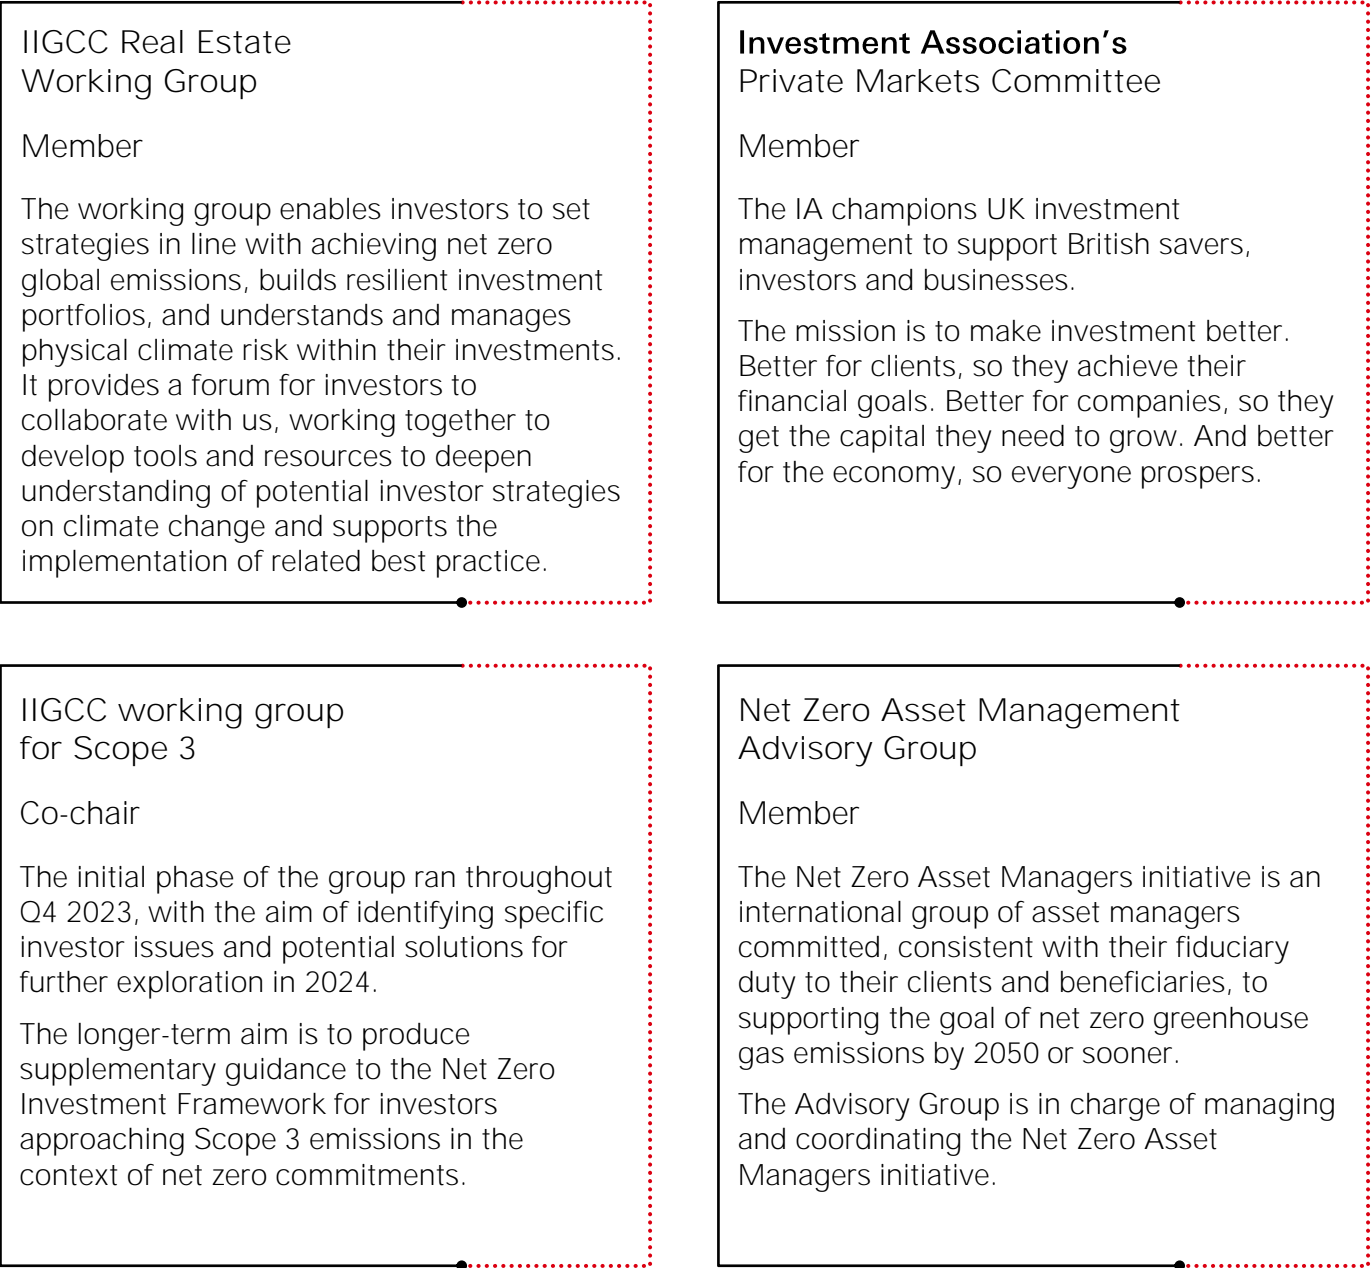 IIGCC Real Estate
Working Group
Member
The working group enables investors to set
strategies in line with achieving net zero
global emissions, builds resilient investment
portfolios, and understands and manages
physical climate risk within their investments.
It provides a forum for investors to
collaborate with us, working together to
develop tools and resources to deepen
understanding of potential investor strategies
on climate change and supports the
implementation of related best practice.
Investment Association’s
Private Markets Committee
Member
The IA champions UK investment
management to support British savers,
investors and businesses.
The mission is to make investment better.
Better for clients, so they achieve their
financial goals. Better for companies, so they
get the capital they need to grow. And better
for the economy, so everyone prospers.
IIGCC working group
for Scope 3
Co-chair
The initial phase of the group ran throughout
Q4 2023, with the aim of identifying specific
investor issues and potential solutions for
further exploration in 2024.
The longer-term aim is to produce
supplementary guidance to the Net Zero
Investment Framework for investors
approaching Scope 3 emissions in the
context of net zero commitments.
Net Zero Asset Management
Advisory Group
Member
The Net Zero Asset Managers initiative is an
international group of asset managers
committed, consistent with their fiduciary
duty to their clients and beneficiaries, to
supporting the goal of net zero greenhouse
gas emissions by 2050 or sooner.
The Advisory Group is in charge of managing
and coordinating the Net Zero Asset
Managers initiative.